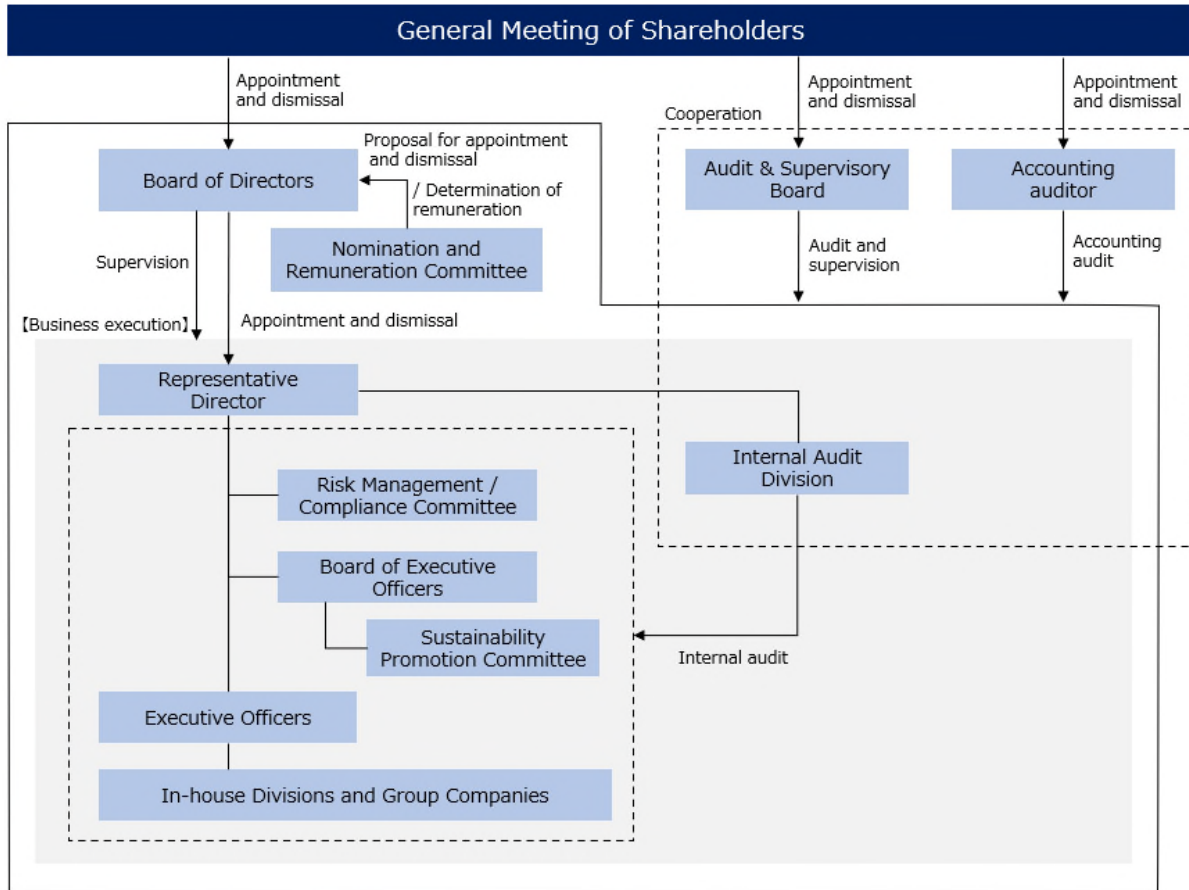 General Meeting of Shareholders
Appointment
and dismissal
Appointment
and dismissal
Appointment
and dismissal
Cooperation
Proposal for appointment
and dismissal
/ Determination of
remuneration
Board of Directors
Audit & Supervisory
Board
Accounting
auditor
Nomination and
Remuneration Committee
Supervision
Audit and
supervision
Accounting
audit
【Business execution】
Appointment and dismissal
Representative
Director
Internal Audit
Division
Risk Management /
Compliance Committee
Board of Executive
Officers
Sustainability
Promotion Committee
Internal audit
Executive Officers
In-house Divisions and Group Companies